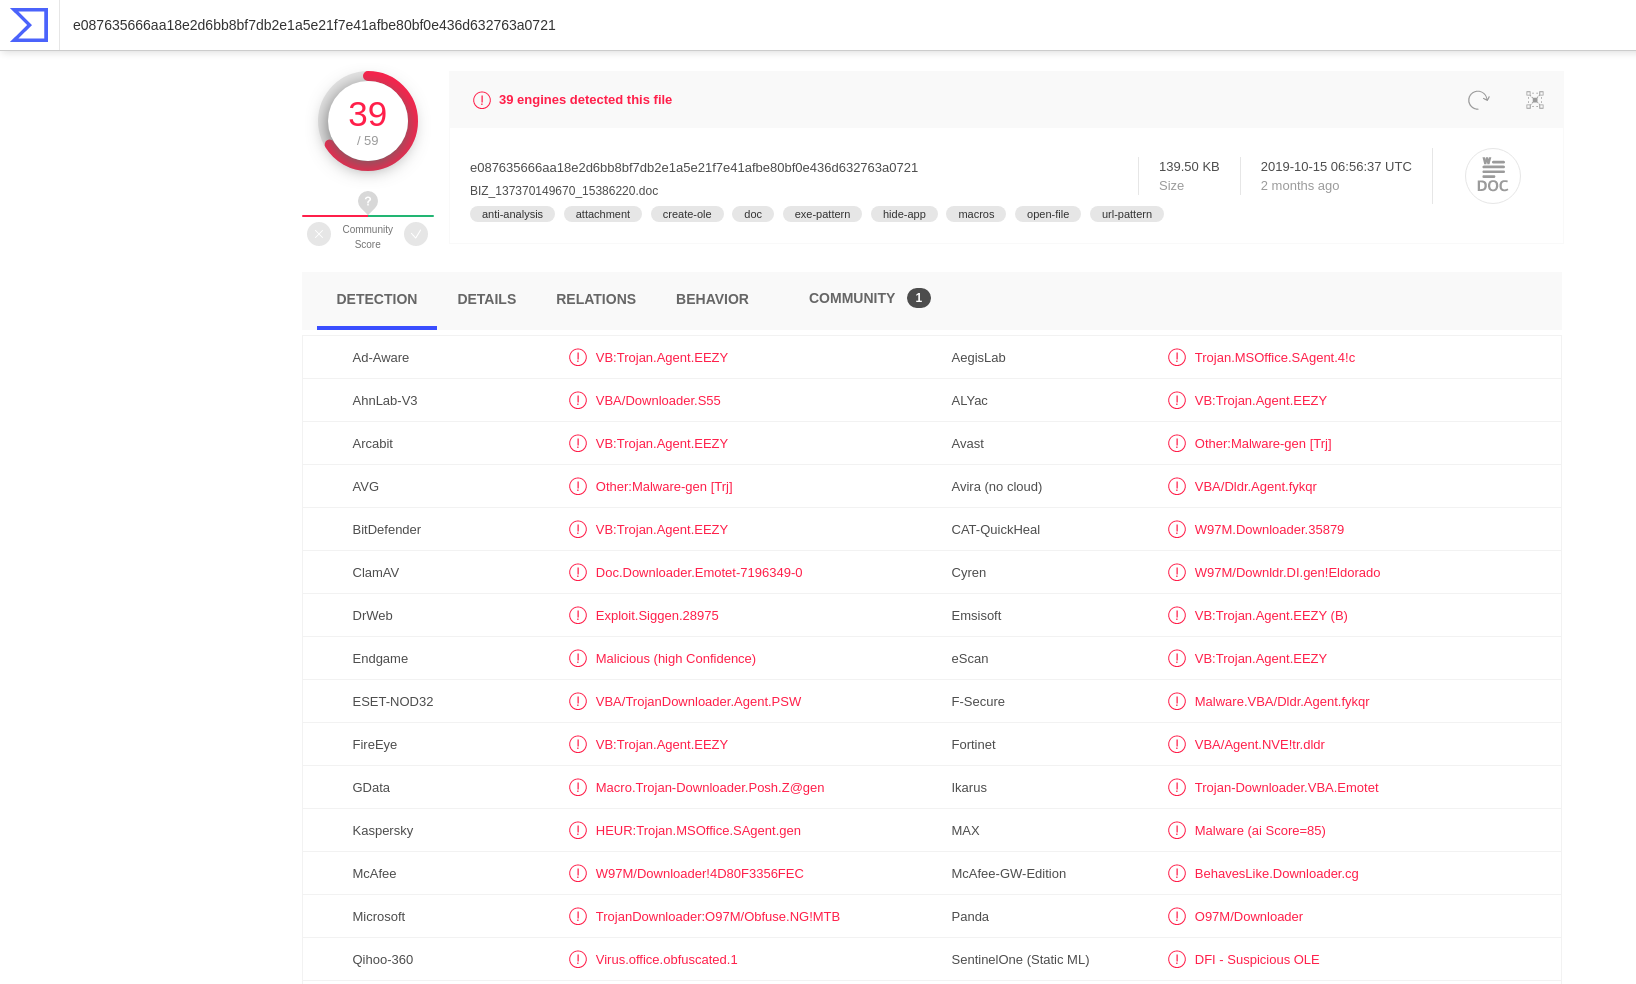 e087635666aa18e2d6bb8bf7db2e1a5e21f7e41afbe80bf0e436d632763a0721
39
/ 59
?
Community
Score
39 engines detected this file
e087635666aa18e2d6bb8bf7db2e1a5e21f7e41afbe80bf0e436d632763a0721
BIZ_137370149670_15386220.doc
anti-analysis attachment create-ole doc exe-pattern hide-app macros open-file url-pattern
139.50 KB
Size
2019-10-15 06:56:37 UTC
2 months ago
W
DOC
DETECTION DETAILS RELATIONS BEHAVIOR COMMUNITY 1
Ad-Aware VB:Trojan.Agent.EEZY AegisLab Trojan.MSOffice.SAgent.4!c
AhnLab-V3 VBA/Downloader.S55 ALYac VB:Trojan.Agent.EEZY
Arcabit VB:Trojan.Agent.EEZY Avast Other:Malware-gen [Trj]
AVG Other:Malware-gen [Trj] Avira (no cloud) VBA/Dldr.Agent.fykqr
BitDefender VB:Trojan.Agent.EEZY CAT-QuickHeal W97M.Downloader.35879
ClamAV Doc.Downloader.Emotet-7196349-0 Cyren W97M/Downldr.DI.gen!Eldorado
DrWeb Exploit.Siggen.28975 Emsisoft VB:Trojan.Agent.EEZY (B)
Endgame Malicious (high Confidence) eScan VB:Trojan.Agent.EEZY
ESET-NOD32 VBA/TrojanDownloader.Agent.PSW F-Secure Malware.VBA/Dldr.Agent.fykqr
FireEye VB:Trojan.Agent.EEZY Fortinet VBA/Agent.NVE!tr.dldr
GData Macro.Trojan-Downloader.Posh.Z@gen Ikarus Trojan-Downloader.VBA.Emotet
Kaspersky HEUR:Trojan.MSOffice.SAgent.gen MAX Malware (ai Score=85)
McAfee W97M/Downloader!4D80F3356FEC McAfee-GW-Edition BehavesLike.Downloader.cg
Microsoft TrojanDownloader:O97M/Obfuse.NG!MTB Panda O97M/Downloader
Qihoo-360 Virus.office.obfuscated.1 SentinelOne (Static ML) DFI - Suspicious OLE